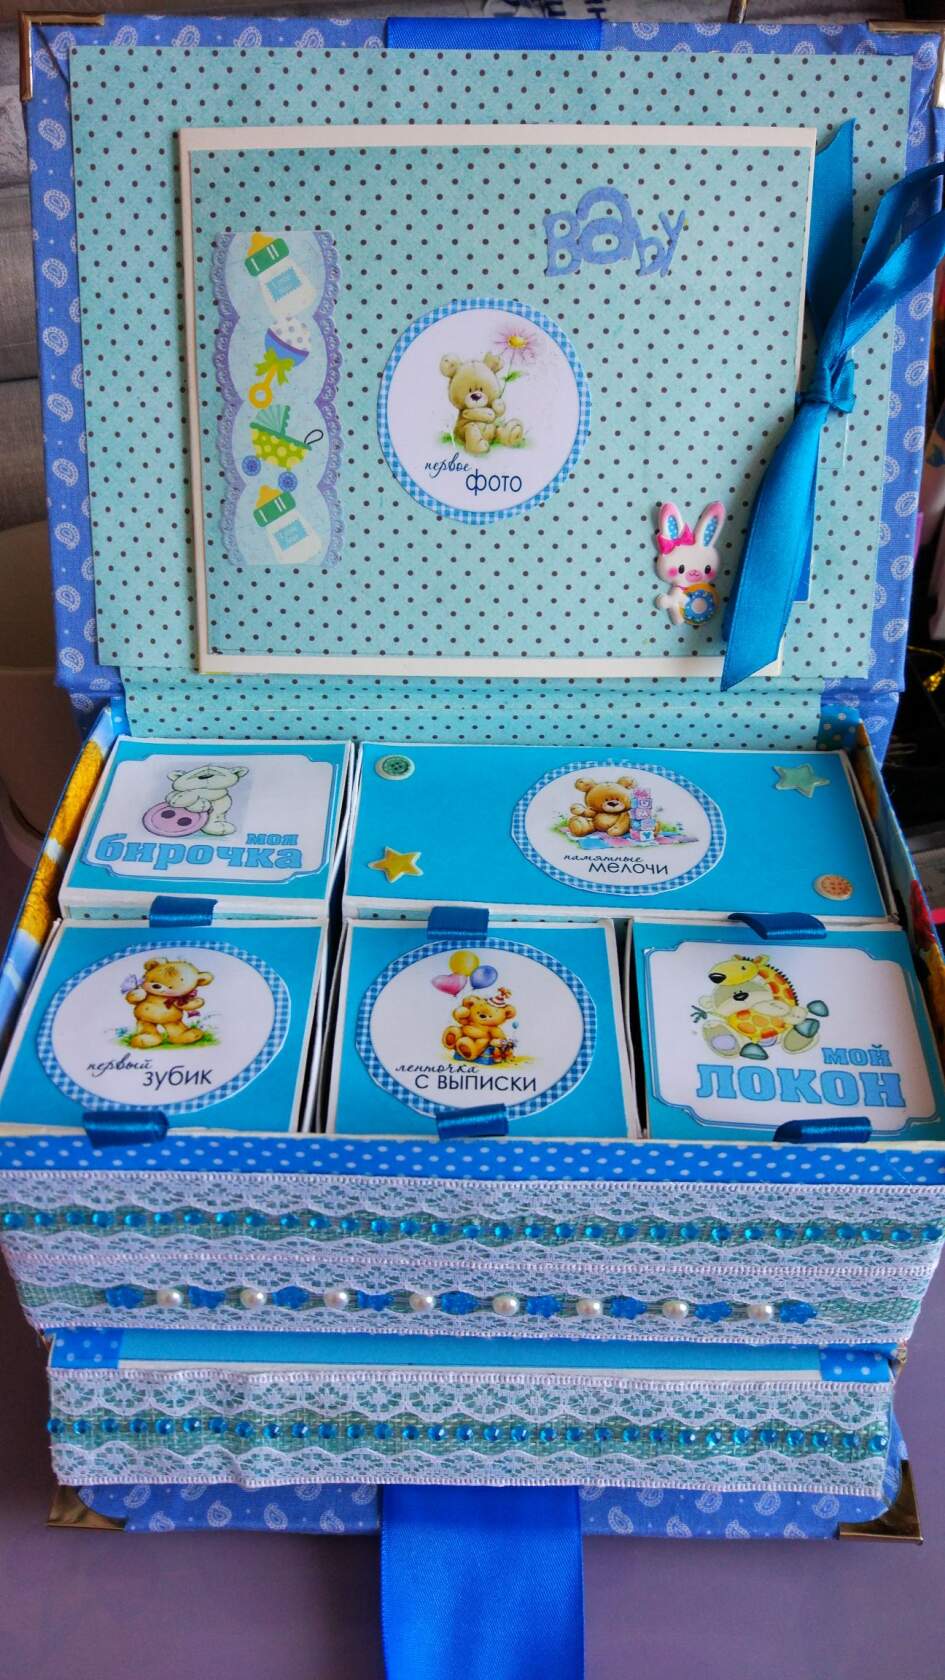 Baby
первое
фото
моя
бирочка
памятные
мелочи
первый
зубик
ленточка
с выписки
мой
локон